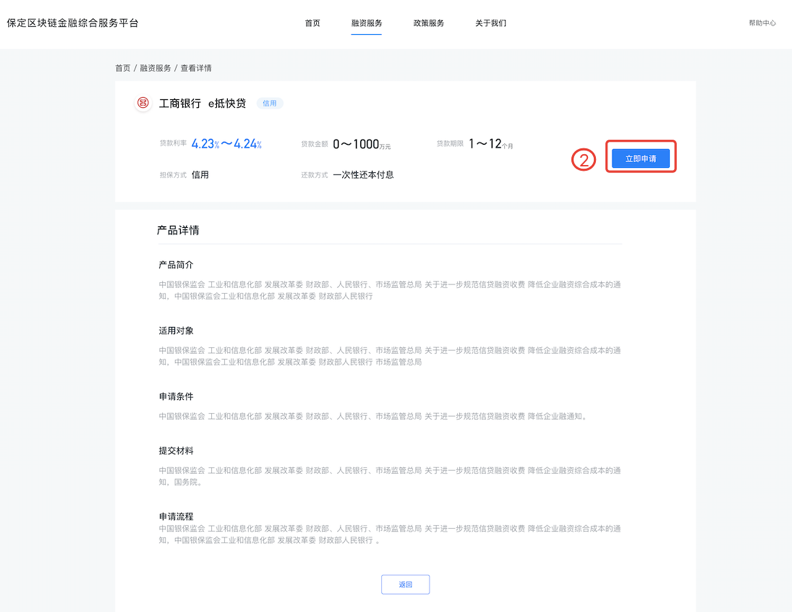 保定区块链金融综合服务平台 首页 融资服务 政策服务 关于我们 帮助中心
首页 / 融资服务 / 查看详情
工商银行 e抵快贷 信用
贷款利率 4.23%～4.24% 贷款金额 0～1000万元 贷款期限 1～12个月
② 立即申请
担保方式 信用 还款方式 一次性还本付息
产品详情
产品简介
中国银保监会 工业和信息化部 发展改革委 财政部、人民银行、市场监管总局 关于进一步规范信贷融资收费 降低企业融资综合成本的通
知。中国银保监会工业和信息化部 发展改革委 财政部人民银行
适用对象
中国银保监会 工业和信息化部 发展改革委 财政部、人民银行、市场监管总局 关于进一步规范信贷融资收费 降低企业融资综合成本的通
知。中国银保监会工业和信息化部 发展改革委 财政部人民银行 市场监管总局
申请条件
中国银保监会 工业和信息化部 发展改革委 财政部、人民银行、市场监管总局 关于进一步规范信贷融资收费 降低企业融通知。
提交材料
中国银保监会 工业和信息化部 发展改革委 财政部、人民银行、市场监管总局 关于进一步规范信贷融资收费 降低企业融资综合成本的通
知。国务院。
申请流程
中国银保监会 工业和信息化部 发展改革委 财政部、人民银行、市场监管总局 关于进一步规范信贷融资收费 降低企业融资综合成本的通
知。中国银保监会工业和信息化部 发展改革委 财政部人民银行 。
返回